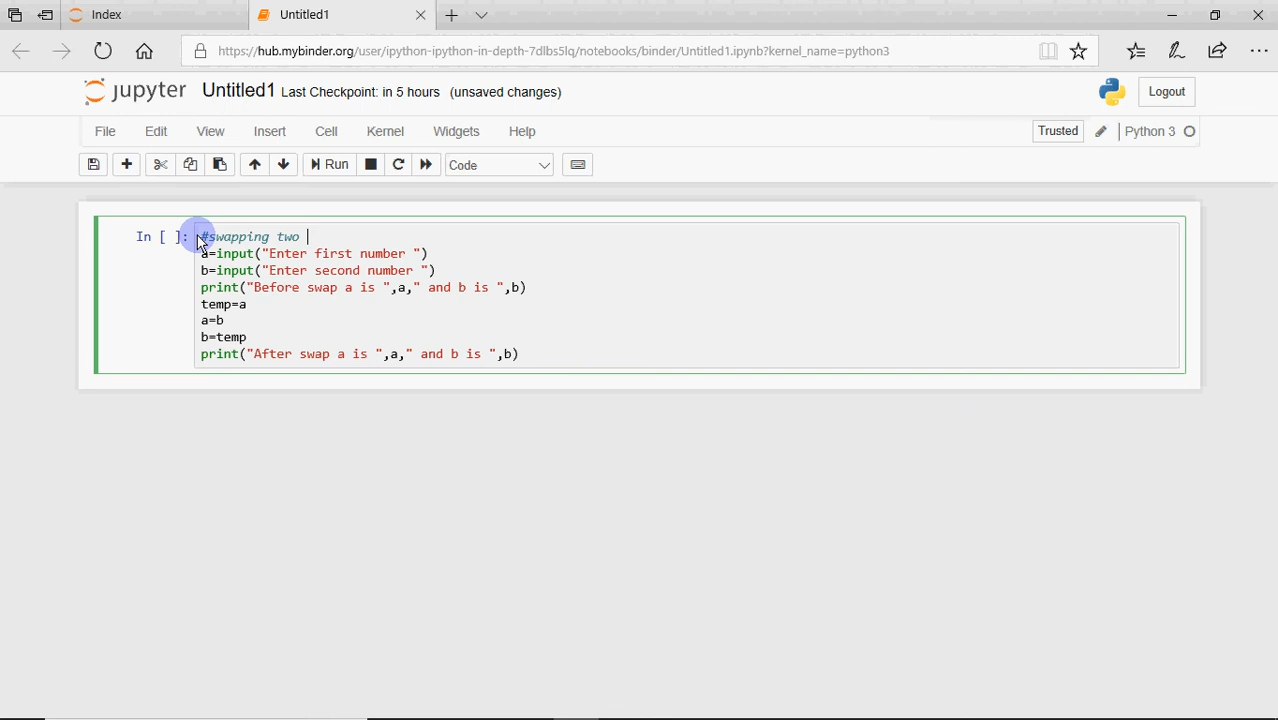 Index
Untitled1
https://hub.mybinder.org/user/ipython-ipython-in-depth-7dlbs5lq/notebooks/binder/Untitled1.ipynb?kernel_name=python3
jupyter Untitled1 Last Checkpoint: in 5 hours (unsaved changes)
Logout
File Edit View Insert Cell Kernel Widgets Help
Trusted
Python 3
Run
Code
In [ ]: #swapping two
a=input("Enter first number ")
b=input("Enter second number ")
print("Before swap a is ",a," and b is ",b)
temp=a
a=b
b=temp
print("After swap a is ",a," and b is ",b)